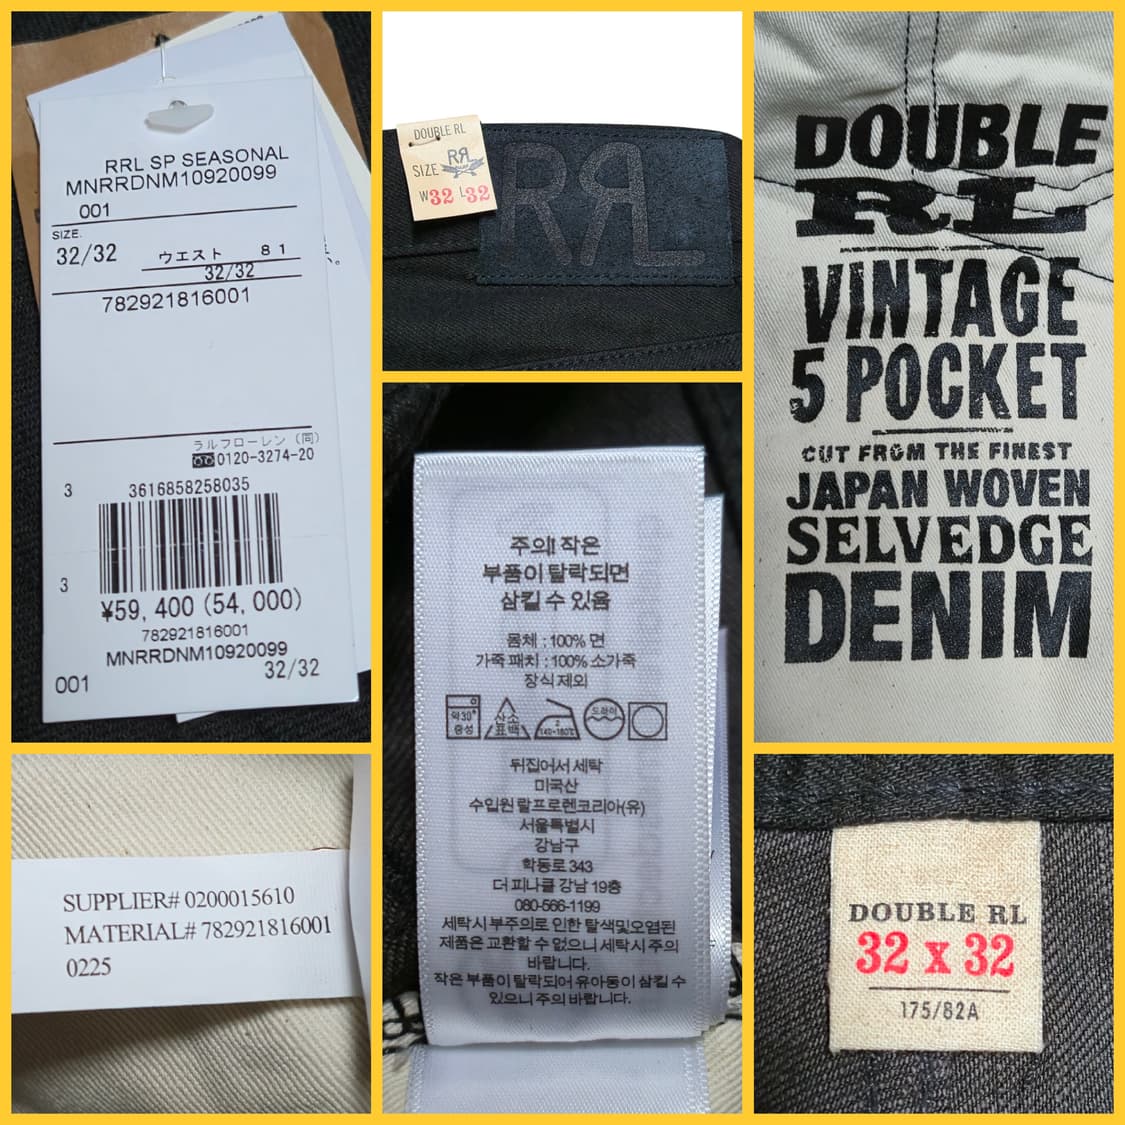 RRL SP SEASONAL
MNRRDNM10920099
001
SIZE.
32/32
ウエスト 81
32/32
782921816001
ラルフローレン (同)
0120-3274-20
3
3616858258035
3
¥59,400 (54,000)
782921816001
MNRRDNM10920099
32/32
001
DOUBLE RL
SIZE RRL
W32 L32
RRL
DOUBLE
RL
VINTAGE
5 POCKET
CUT FROM THE FINEST
JAPAN WOVEN
SELVEDGE
DENIM
주의! 작은
부품이 탈락되면
삼킬 수 있음
몸체 : 100% 면
가죽 패치 : 100% 소가죽
장식 제외
약30°
중성
산소
표백
2
140-160℃
드라이
뒤집어서 세탁
미국산
수입원 랄프로렌코리아(유)
서울특별시
강남구
학동로 343
더 피나클 강남 19층
080-566-1199
세탁시 부주의로 인한 탈색및오염된
제품은 교환할 수 없으니 세탁시 주의
바랍니다.
작은 부품이 탈락되어 유아동이 삼킬 수
있으니 주의 바랍니다.
SUPPLIER# 0200015610
MATERIAL# 782921816001
0225
DOUBLE RL
32 x 32
175/82A